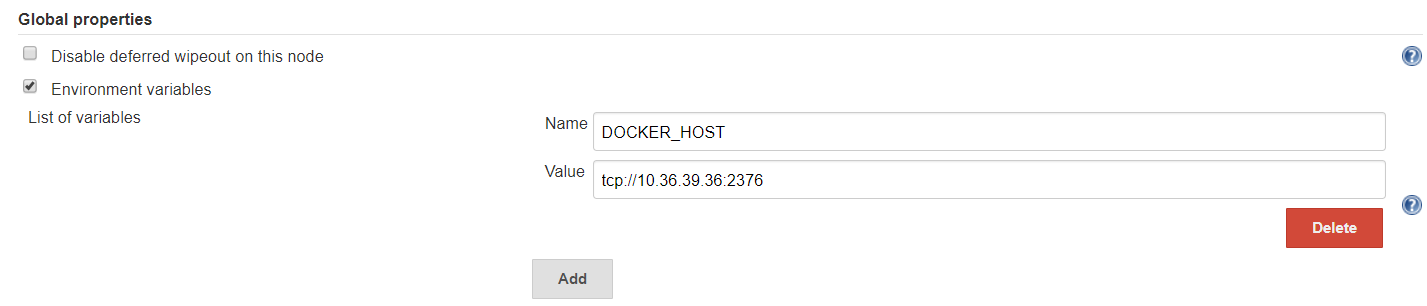 Global properties
Disable deferred wipeout on this node
?
Environment variables
List of variables
Name
DOCKER_HOST
Value
tcp://10.36.39.36:2376
?
Delete
Add